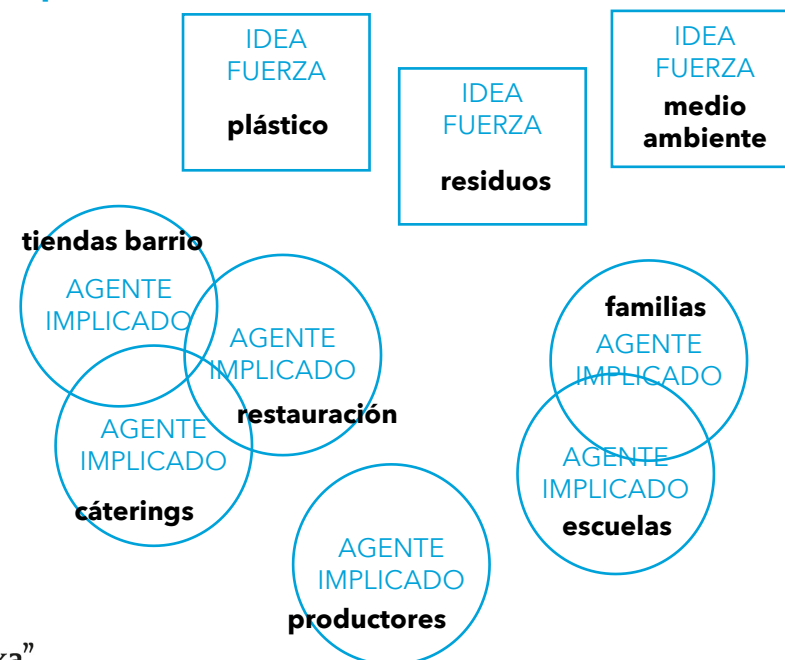 IDEA
FUERZA
plástico
IDEA
FUERZA
residuos
IDEA
FUERZA
medio
ambiente
tiendas barrio
AGENTE
IMPLICADO
AGENTE
IMPLICADO
restauración
AGENTE
IMPLICADO
cáterings
familias
AGENTE
IMPLICADO
AGENTE
IMPLICADO
escuelas
AGENTE
IMPLICADO
productores